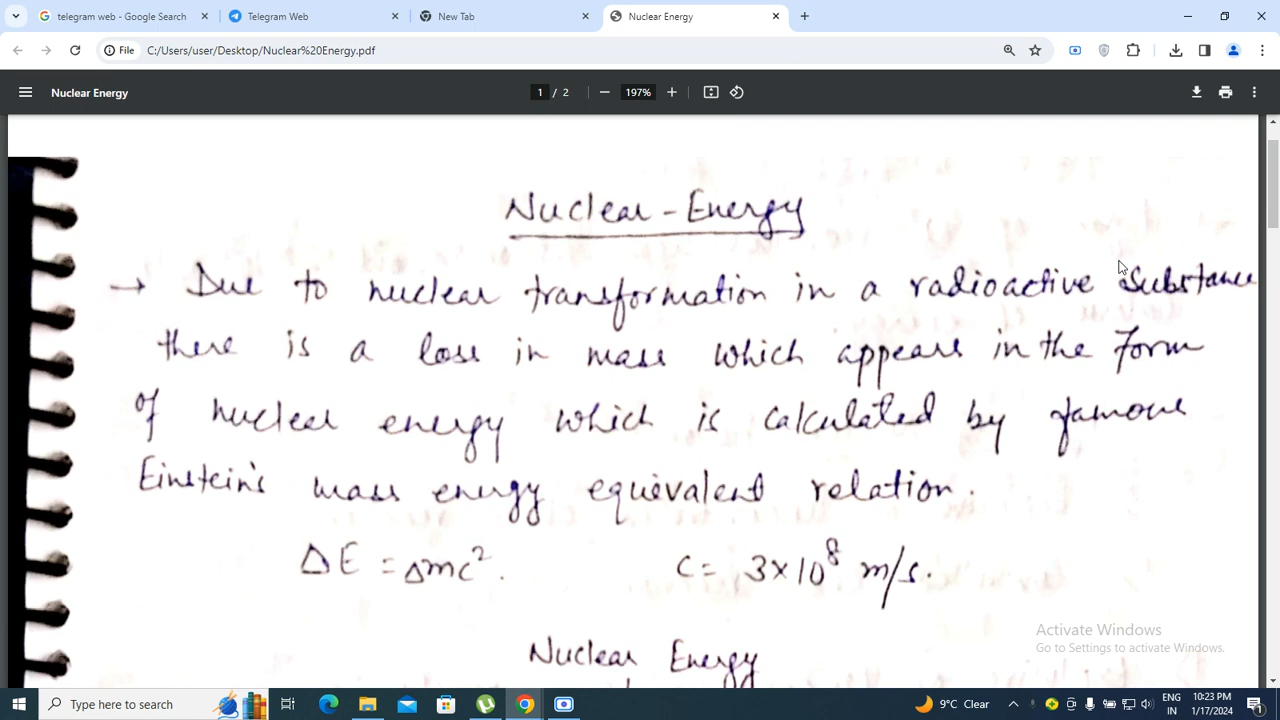 telegram web - Google Search
Telegram Web
New Tab
Nuclear Energy
File
C:/Users/user/Desktop/Nuclear%20Energy.pdf
Nuclear Energy
1 / 2
197%
Nuclear - Energy
→ Due to nuclear transformation in a radioactive Substance
there is a loss in mass which appears in the Form
of nuclear energy which is calculated by famous
Einstein's mass energy equivalent relation.
ΔE = Δmc². C = 3×10⁸ m/s.
Nuclear Energy
Activate Windows
Go to Settings to activate Windows.
Type here to search
9°C Clear
ENG
IN
10:23 PM
1/17/2024
1